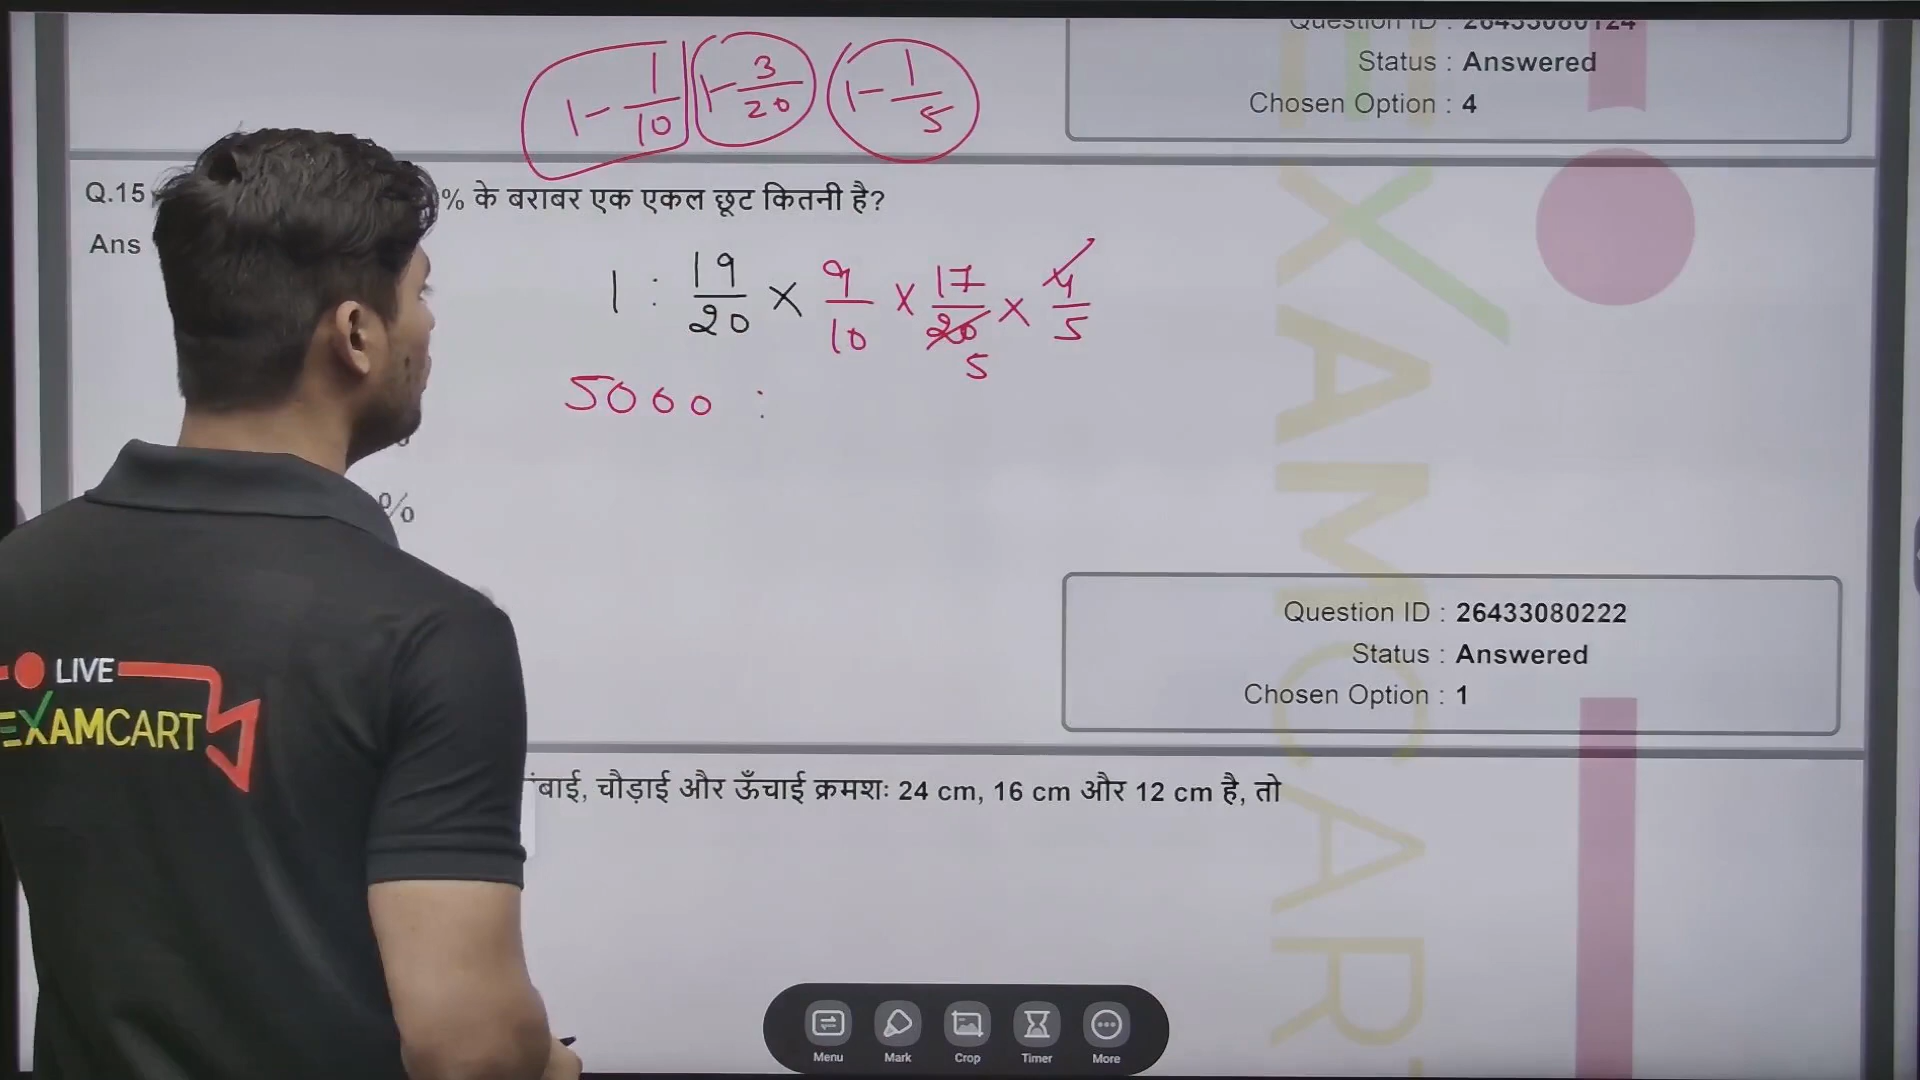 Question ID : 26433080124
Status : Answered
Chosen Option : 4
1 - 1/10 1 - 3/20 1 - 1/5
Q.15 % के बराबर एक एकल छूट कितनी है?
Ans
1 : 19/20 × 9/10 × 17/20 × 4/5
5
5000 :
%
Question ID : 26433080222
Status : Answered
Chosen Option : 1
LIVE
EXAMCART
लंबाई, चौड़ाई और ऊँचाई क्रमशः 24 cm, 16 cm और 12 cm है, तो
EXAMCART
Menu Mark Crop Timer More